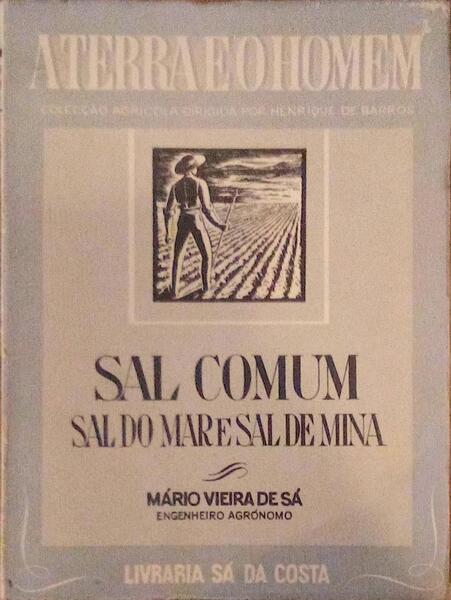 A TERRA E O HOMEM
COLECÇÃO AGRÍCOLA DIRIGIDA POR HENRIQUE DE BARROS
SAL COMUM
SAL DO MAR E SAL DE MINA
MÁRIO VIEIRA DE SÁ
ENGENHEIRO AGRÓNOMO
LIVRARIA SÁ DA COSTA